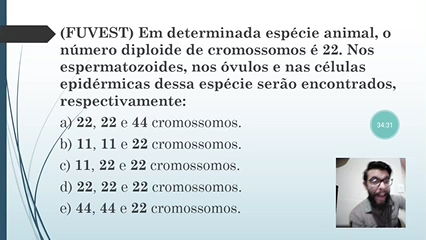 (FUVEST) Em determinada espécie animal, o
número diploide de cromossomos é 22. Nos
espermatozoides, nos óvulos e nas células
epidérmicas dessa espécie serão encontrados,
respectivamente:
a) 22, 22 e 44 cromossomos.
b) 11, 11 e 22 cromossomos.
c) 11, 22 e 22 cromossomos.
d) 22, 22 e 22 cromossomos.
e) 44, 44 e 22 cromossomos.
34:31